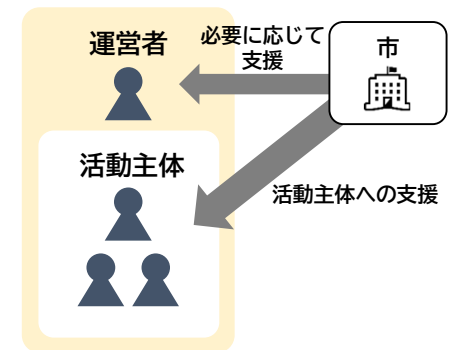 運営者
必要に応じて
支援
市
活動主体
活動主体への支援